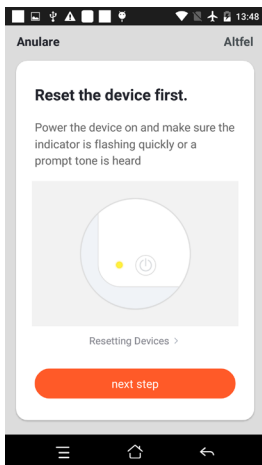 13:48
Anulare Altfel
Reset the device first.
Power the device on and make sure the
indicator is flashing quickly or a
prompt tone is heard
Resetting Devices >
next step